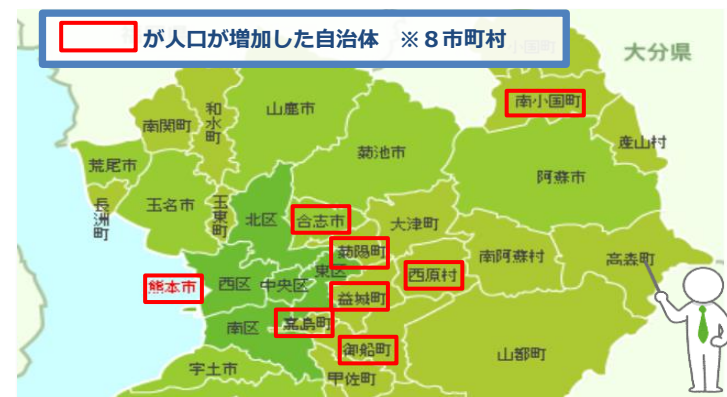 が人口が増加した自治体 ※８市町村
小国町
大分県
南小国町
和水町
山鹿市
南関町
産山村
菊池市
荒尾市
阿蘇市
長洲町
玉名市
玉東町
北区
合志市
大津町
菊陽町
南阿蘇村
高森町
東区
西原村
熊本市
西区
中央区
益城町
南区
嘉島町
御船町
山都町
宇土市
甲佐町